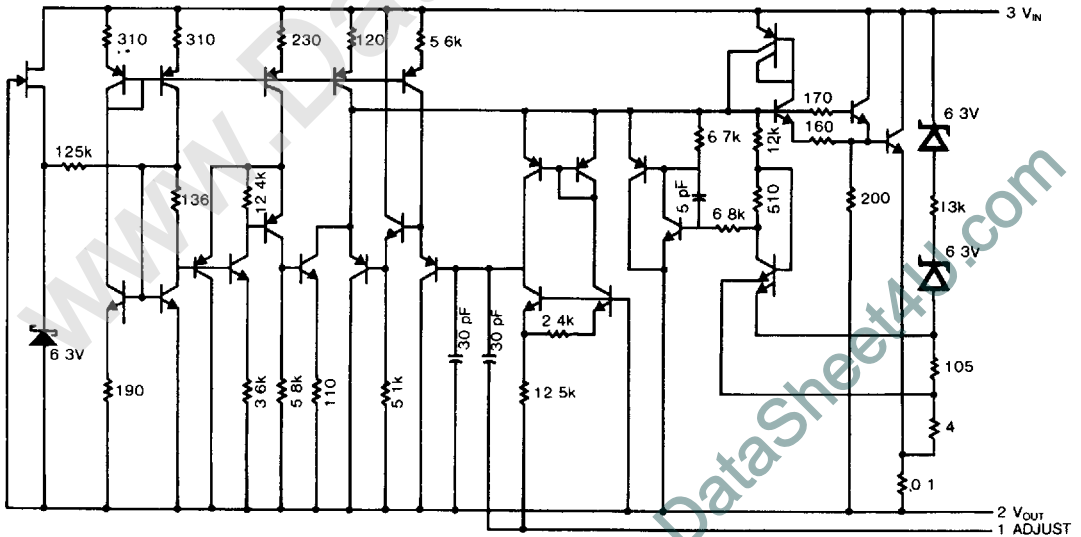 3 V_IN
310
310
230
120
5 6k
170
160
6 3V
6 7k
12k
125k
136
12 4k
5 pF
510
200
13k
6 8k
6 3V
30 pF
30 pF
2 4k
6 3V
190
3 6k
5 8k
110
5 1k
12 5k
105
4
0 1
2 V_OUT
1 ADJUST
www.Da
DataSheet4U.com